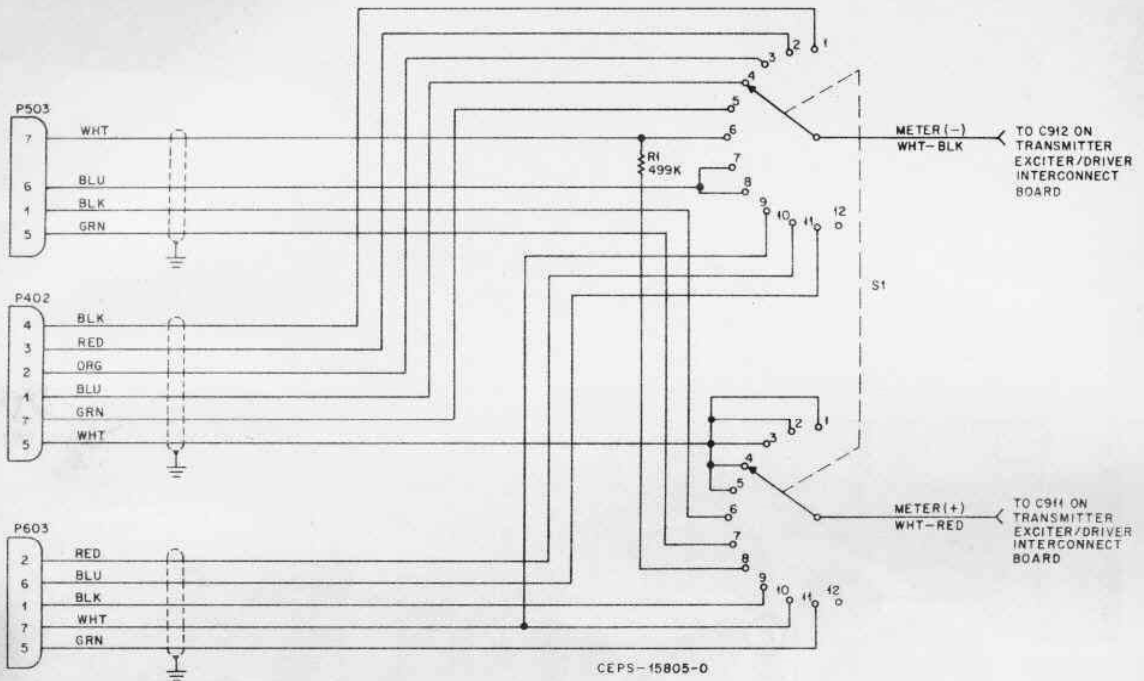 P503
7 WHT
6 BLU
1 BLK
5 GRN
P402
4 BLK
3 RED
2 ORG
1 BLU
7 GRN
5 WHT
P603
2 RED
6 BLU
1 BLK
7 WHT
5 GRN
R1
499K
1
2
3
4
5
6
7
8
9
10
11
12
METER (-)
WHT-BLK
TO C912 ON
TRANSMITTER
EXCITER/DRIVER
INTERCONNECT
BOARD
S1
1
2
3
4
5
6
7
8
9
10
11
12
METER (+)
WHT-RED
TO C911 ON
TRANSMITTER
EXCITER/DRIVER
INTERCONNECT
BOARD
CEPS-15805-0